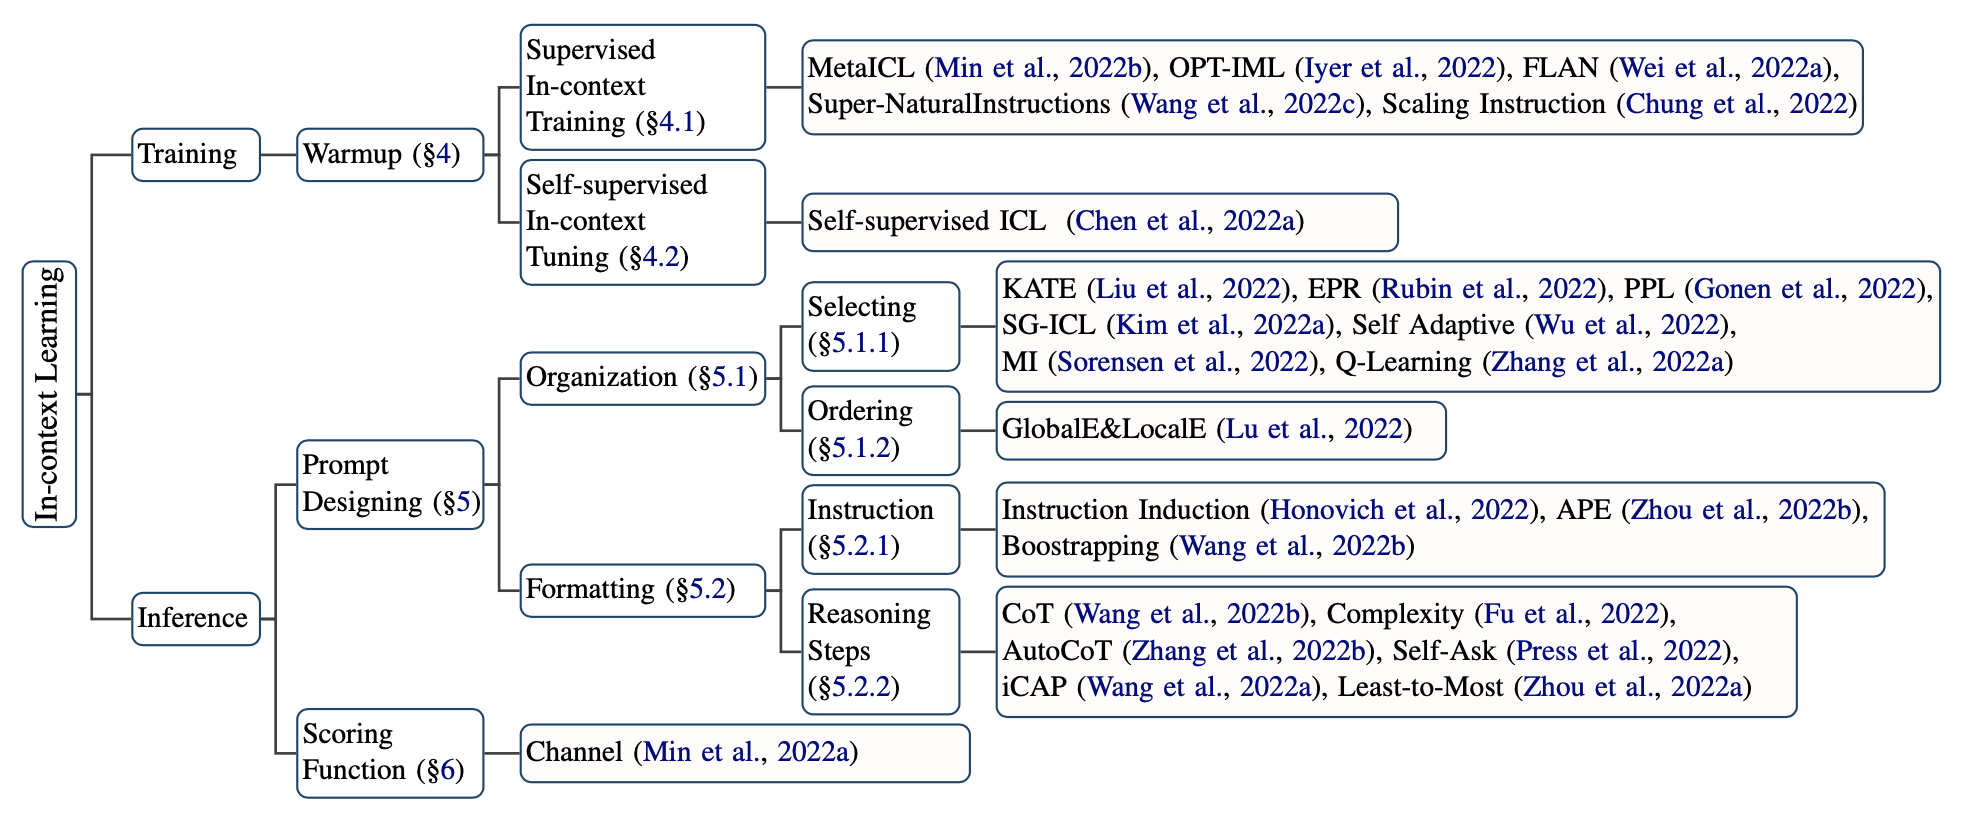 In-context Learning
Training
Warmup (§4)
Supervised
In-context
Training (§4.1)
MetaICL (Min et al., 2022b), OPT-IML (Iyer et al., 2022), FLAN (Wei et al., 2022a),
Super-NaturalInstructions (Wang et al., 2022c), Scaling Instruction (Chung et al., 2022)
Self-supervised
In-context
Tuning (§4.2)
Self-supervised ICL (Chen et al., 2022a)
Inference
Prompt
Designing (§5)
Organization (§5.1)
Selecting
(§5.1.1)
KATE (Liu et al., 2022), EPR (Rubin et al., 2022), PPL (Gonen et al., 2022),
SG-ICL (Kim et al., 2022a), Self Adaptive (Wu et al., 2022),
MI (Sorensen et al., 2022), Q-Learning (Zhang et al., 2022a)
Ordering
(§5.1.2)
GlobalE&LocalE (Lu et al., 2022)
Formatting (§5.2)
Instruction
(§5.2.1)
Instruction Induction (Honovich et al., 2022), APE (Zhou et al., 2022b),
Boostrapping (Wang et al., 2022b)
Reasoning
Steps
(§5.2.2)
CoT (Wang et al., 2022b), Complexity (Fu et al., 2022),
AutoCoT (Zhang et al., 2022b), Self-Ask (Press et al., 2022),
iCAP (Wang et al., 2022a), Least-to-Most (Zhou et al., 2022a)
Scoring
Function (§6)
Channel (Min et al., 2022a)